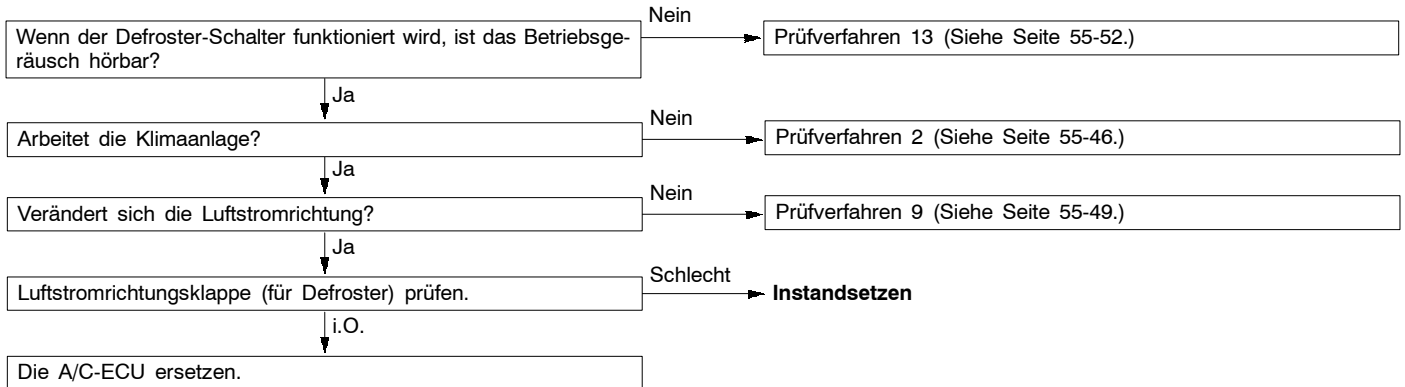 Wenn der Defroster-Schalter funktioniert wird, ist das Betriebsge-
räusch hörbar?
Nein
Prüfverfahren 13 (Siehe Seite 55-52.)
Ja
Arbeitet die Klimaanlage?
Nein
Prüfverfahren 2 (Siehe Seite 55-46.)
Ja
Verändert sich die Luftstromrichtung?
Nein
Prüfverfahren 9 (Siehe Seite 55-49.)
Ja
Luftstromrichtungsklappe (für Defroster) prüfen.
Schlecht
Instandsetzen
i.O.
Die A/C-ECU ersetzen.